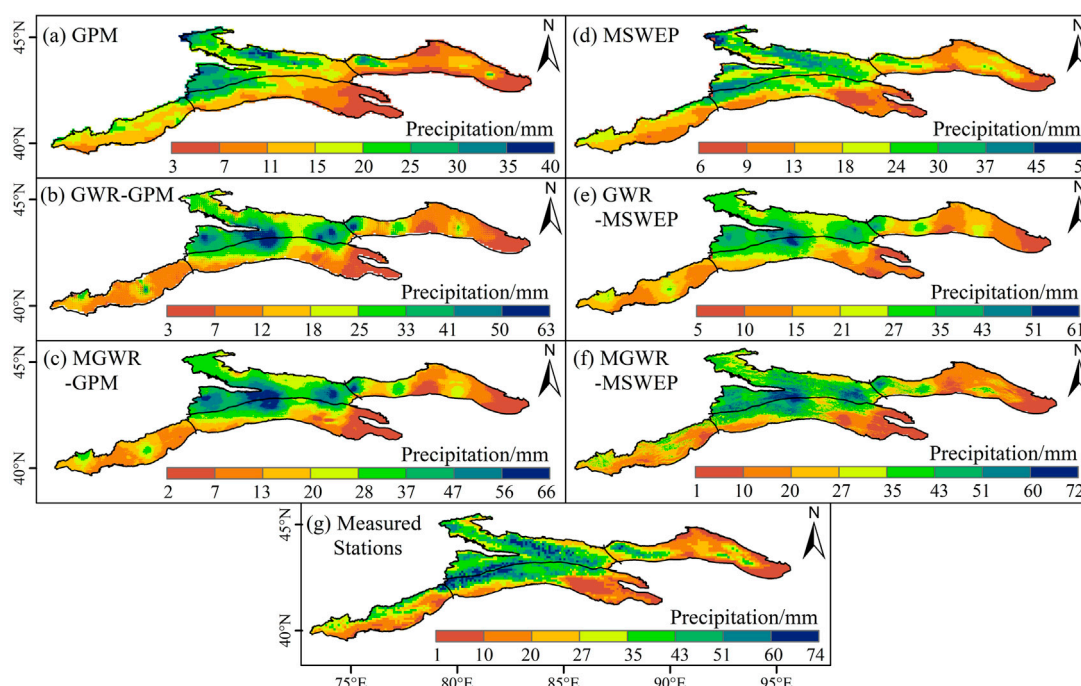 (a) GPM
N
45°N
40°N
Precipitation/mm
3 7 11 15 20 25 30 35 40
(d) MSWEP
N
Precipitation/mm
6 9 13 18 24 30 37 45
(b) GWR-GPM
N
45°N
40°N
Precipitation/mm
3 7 12 18 25 33 41 50 63
(e) GWR
-MSWEP
N
Precipitation/mm
5 10 15 21 27 35 43 51 61
(c) MGWR
-GPM
N
45°N
40°N
Precipitation/mm
2 7 13 20 28 37 47 56 66
(f) MGWR
-MSWEP
N
Precipitation/mm
1 10 20 27 35 43 51 60 72
(g) Measured
Stations
N
45°N
40°N
Precipitation/mm
1 10 20 27 35 43 51 60 74
75°E 80°E 85°E 90°E 95°E